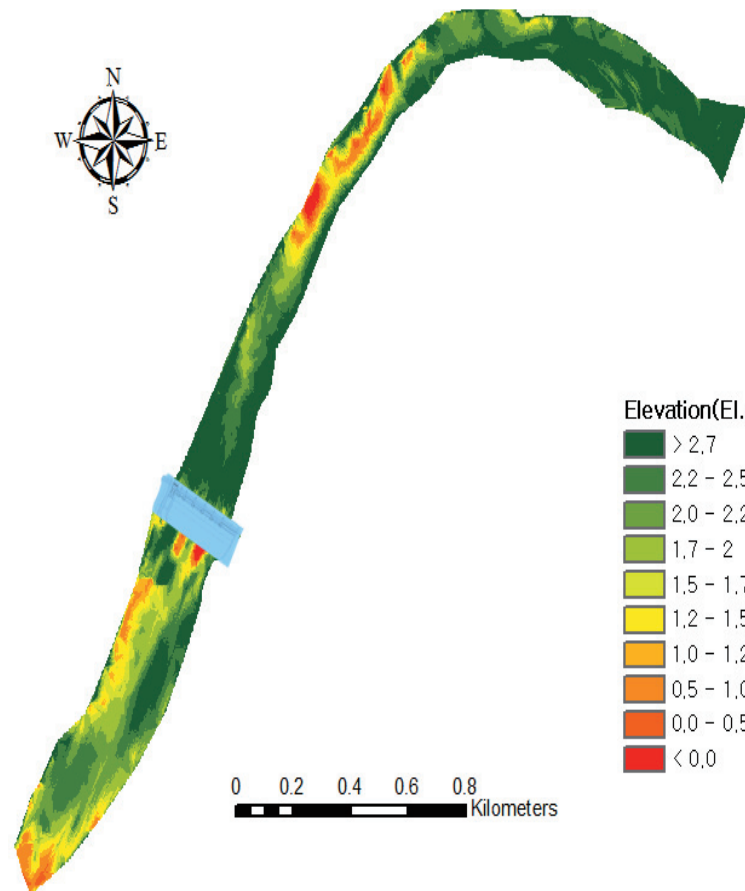 N
W E
S
Elevation(El.
> 2,7
2,2 - 2,5
2,0 - 2,2
1,7 - 2
1,5 - 1,7
1,2 - 1,5
1,0 - 1,2
0,5 - 1,0
0,0 - 0,5
< 0,0
0 0.2 0.4 0.6 0.8
Kilometers